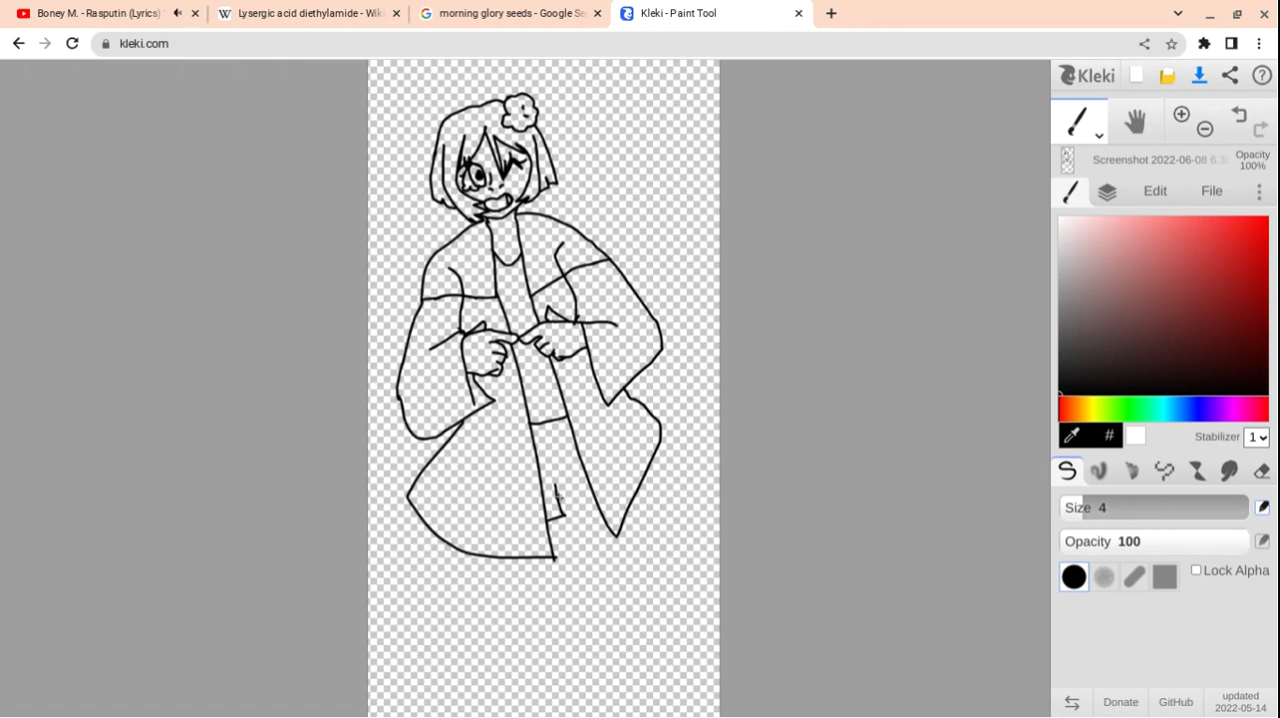 Boney M. - Rasputin (Lyrics)
Lysergic acid diethylamide - Wiki
morning glory seeds - Google Se
Kleki - Paint Tool
kleki.com
Kleki
Screenshot 2022-06-08 6.3
Opacity
100%
Edit
File
#
Stabilizer
1
Size 4
Opacity 100
Lock Alpha
Donate
GitHub
updated
2022-05-14